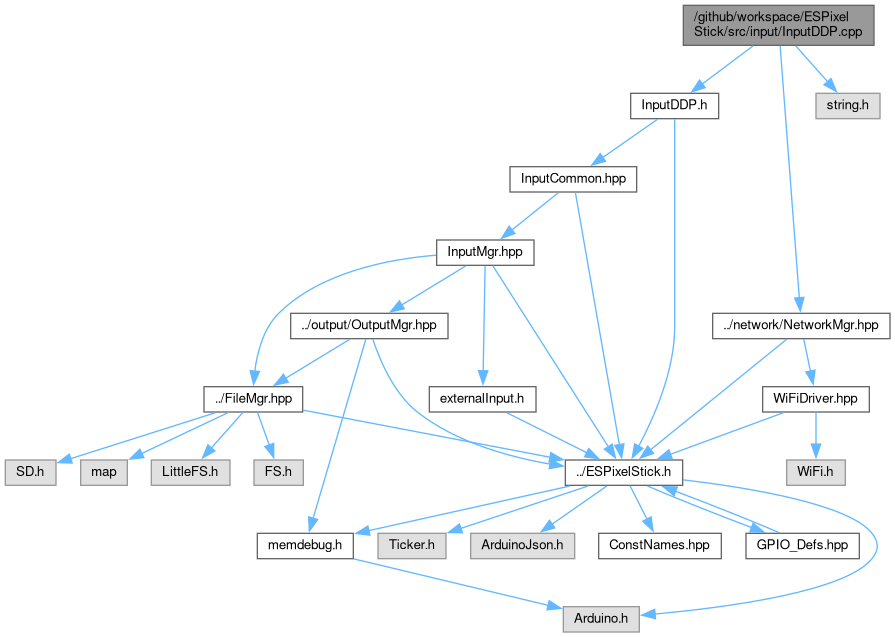 /github/workspace/ESPixel
Stick/src/input/InputDDP.cpp
InputDDP.h
string.h
InputCommon.hpp
InputMgr.hpp
../output/OutputMgr.hpp
../network/NetworkMgr.hpp
../FileMgr.hpp
externalInput.h
WiFiDriver.hpp
SD.h
map
LittleFS.h
FS.h
../ESPixelStick.h
WiFi.h
memdebug.h
Ticker.h
ArduinoJson.h
ConstNames.hpp
GPIO_Defs.hpp
Arduino.h